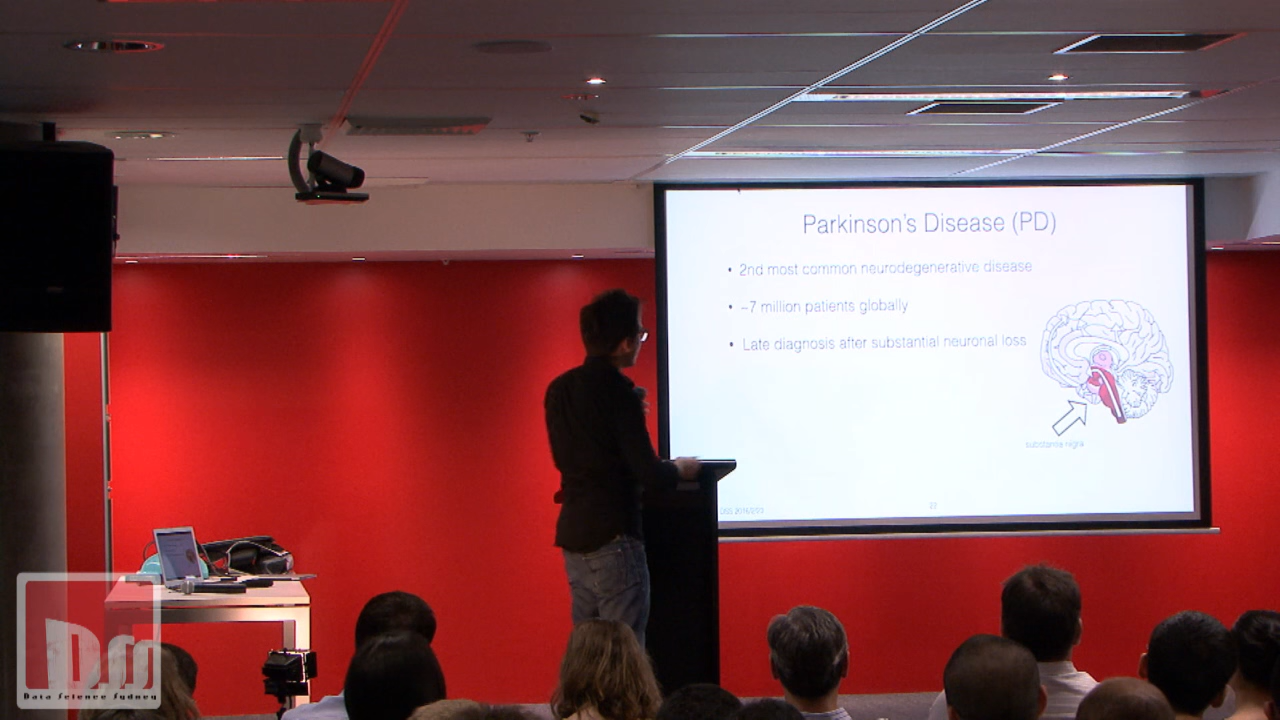 Parkinson's Disease (PD)
• 2nd most common neurodegenerative disease
• ~7 million patients globally
• Late diagnosis after substantial neuronal loss
substantia nigra
DSS
Data Science Sydney